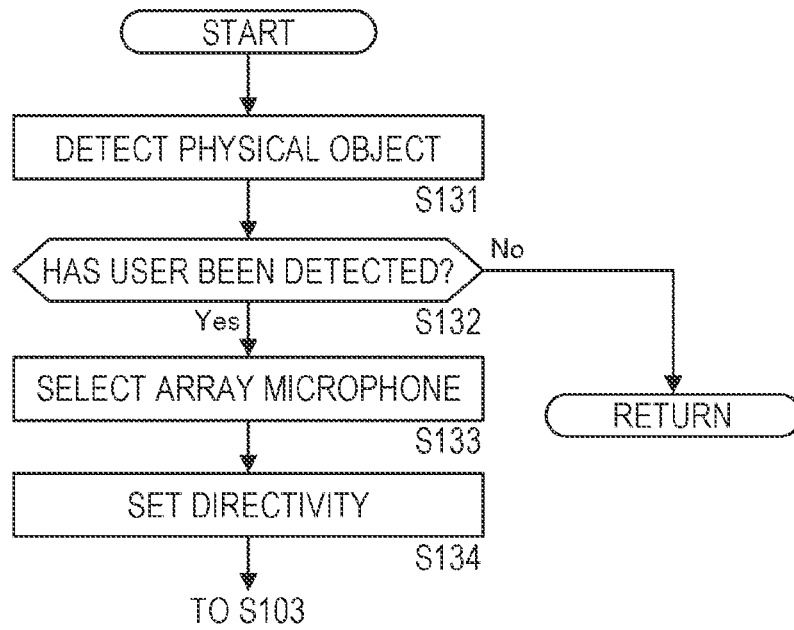 START
DETECT PHYSICAL OBJECT
S131
HAS USER BEEN DETECTED?
No
S132
Yes
SELECT ARRAY MICROPHONE
S133
RETURN
SET DIRECTIVITY
S134
TO S103